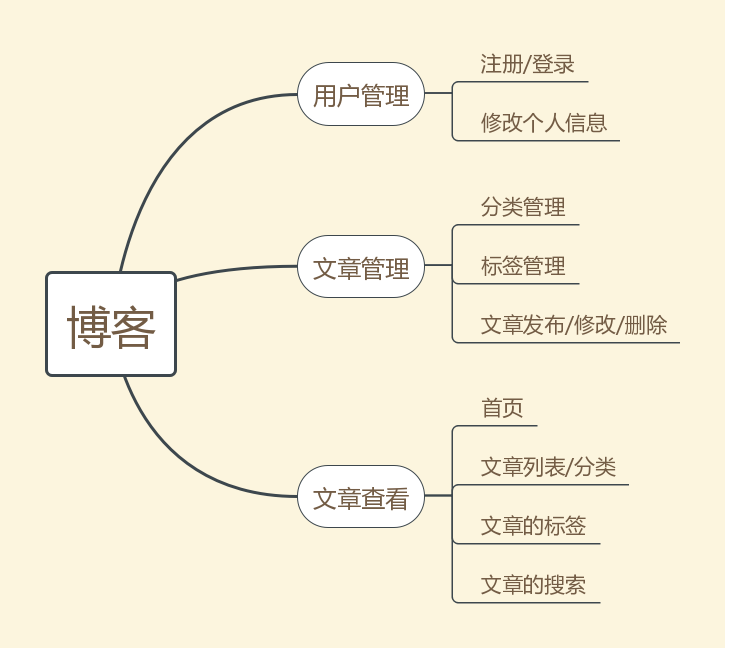 博客
用户管理
注册/登录
修改个人信息
文章管理
分类管理
标签管理
文章发布/修改/删除
文章查看
首页
文章列表/分类
文章的标签
文章的搜索